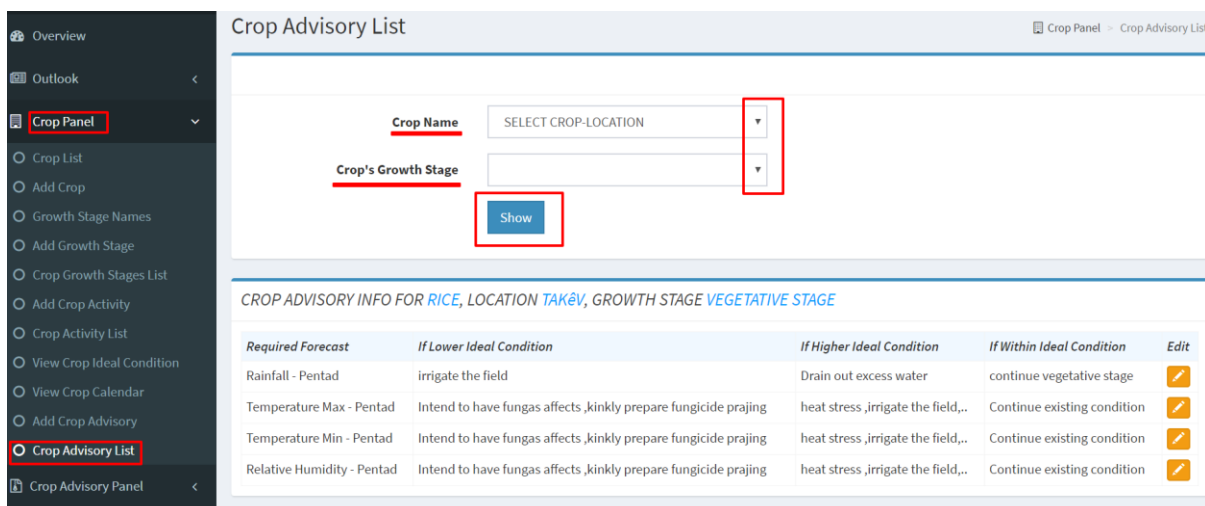 Overview
Outlook
Crop Panel
Crop List
Add Crop
Growth Stage Names
Add Growth Stage
Crop Growth Stages List
Add Crop Activity
Crop Activity List
View Crop Ideal Condition
View Crop Calendar
Add Crop Advisory
Crop Advisory List
Crop Advisory Panel
Crop Advisory List
Crop Panel > Crop Advisory List
Crop Name SELECT CROP-LOCATION
Crop's Growth Stage
Show
CROP ADVISORY INFO FOR RICE, LOCATION TAKêV, GROWTH STAGE VEGETATIVE STAGE
Required Forecast If Lower Ideal Condition If Higher Ideal Condition If Within Ideal Condition Edit
Rainfall - Pentad irrigate the field Drain out excess water continue vegetative stage
Temperature Max - Pentad Intend to have fungas affects ,kinkly prepare fungicide prajing heat stress ,irrigate the field,.. Continue existing condition
Temperature Min - Pentad Intend to have fungas affects ,kinkly prepare fungicide prajing heat stress ,irrigate the field,.. Continue existing condition
Relative Humidity - Pentad Intend to have fungas affects ,kinkly prepare fungicide prajing heat stress ,irrigate the field,.. Continue existing condition